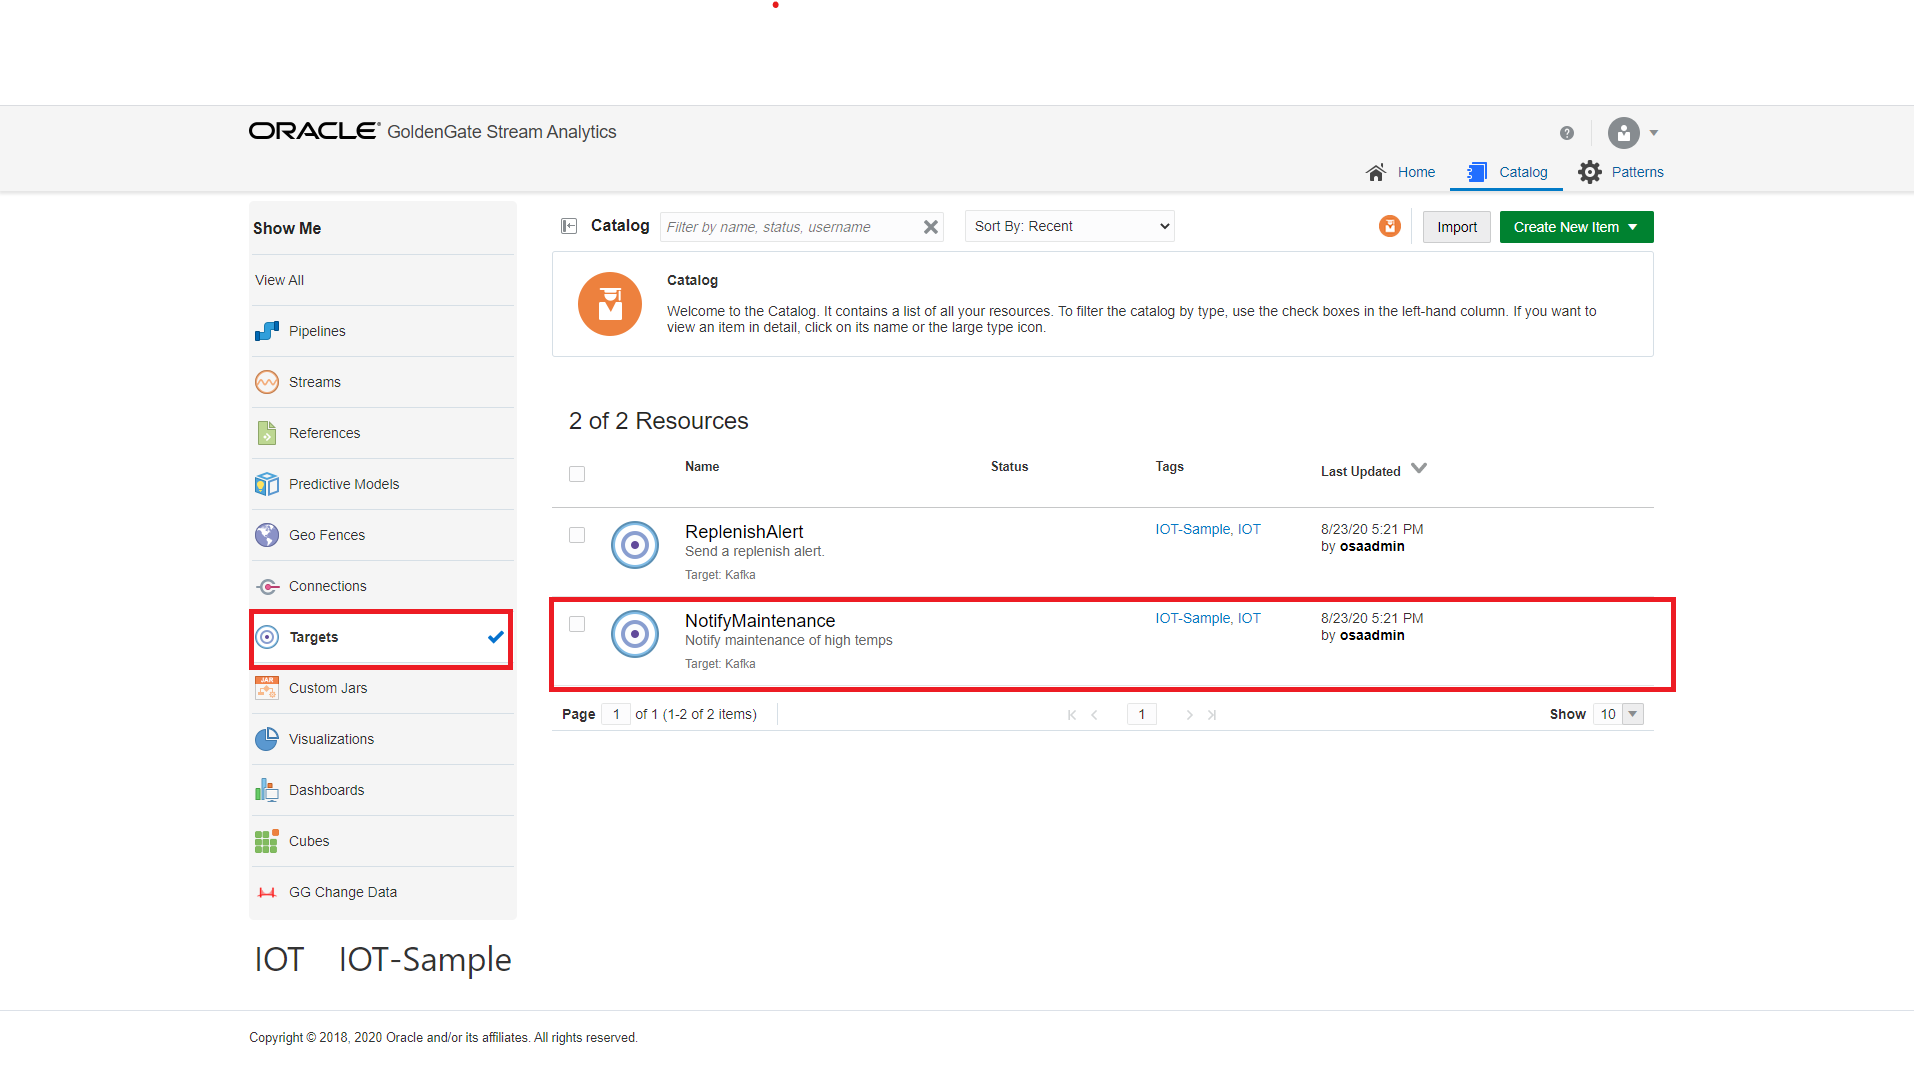 ORACLE GoldenGate Stream Analytics
?
Home
Catalog
Patterns
Show Me
View All
Pipelines
Streams
References
Predictive Models
Geo Fences
Connections
Targets
JAR
Custom Jars
Visualizations
Dashboards
Cubes
GG Change Data
IOT IOT-Sample
Catalog
Filter by name, status, username
Sort By: Recent
Import
Create New Item
Catalog
Welcome to the Catalog. It contains a list of all your resources. To filter the catalog by type, use the check boxes in the left-hand column. If you want to
view an item in detail, click on its name or the large type icon.
2 of 2 Resources
Name Status Tags Last Updated
ReplenishAlert IOT-Sample, IOT 8/23/20 5:21 PM
Send a replenish alert. by osaadmin
Target: Kafka
NotifyMaintenance IOT-Sample, IOT 8/23/20 5:21 PM
Notify maintenance of high temps by osaadmin
Target: Kafka
Page 1 of 1 (1-2 of 2 items) 1 Show 10
Copyright © 2018, 2020 Oracle and/or its affiliates. All rights reserved.